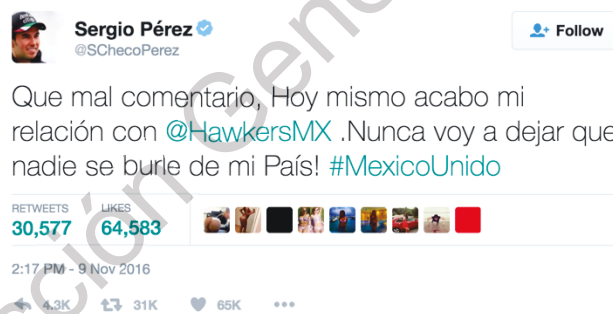 Sergio Pérez
@SChecoPerez
Follow
Que mal comentario, Hoy mismo acabo mi
relación con @HawkersMX .Nunca voy a dejar que
nadie se burle de mi País! #MexicoUnido
RETWEETS LIKES
30,577 64,583
2:17 PM - 9 Nov 2016
4.3K 31K 65K